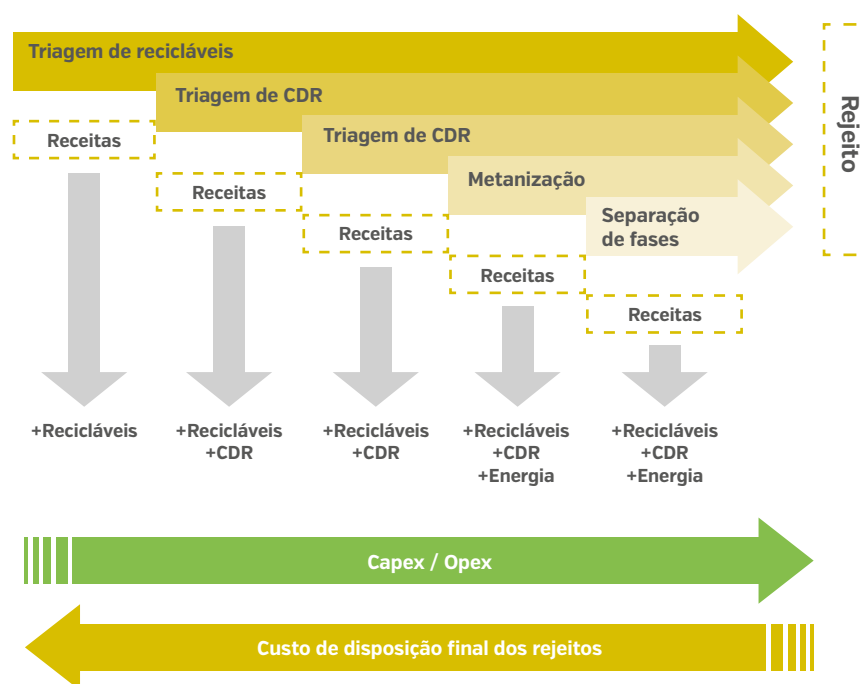 Triagem de recicláveis
Triagem de CDR
Triagem de CDR
Metanização
Separação
de fases
Rejeito
Receitas
Receitas
Receitas
Receitas
Receitas
+Recicláveis
+Recicláveis
+CDR
+Recicláveis
+CDR
+Recicláveis
+CDR
+Energia
+Recicláveis
+CDR
+Energia
Capex / Opex
Custo de disposição final dos rejeitos